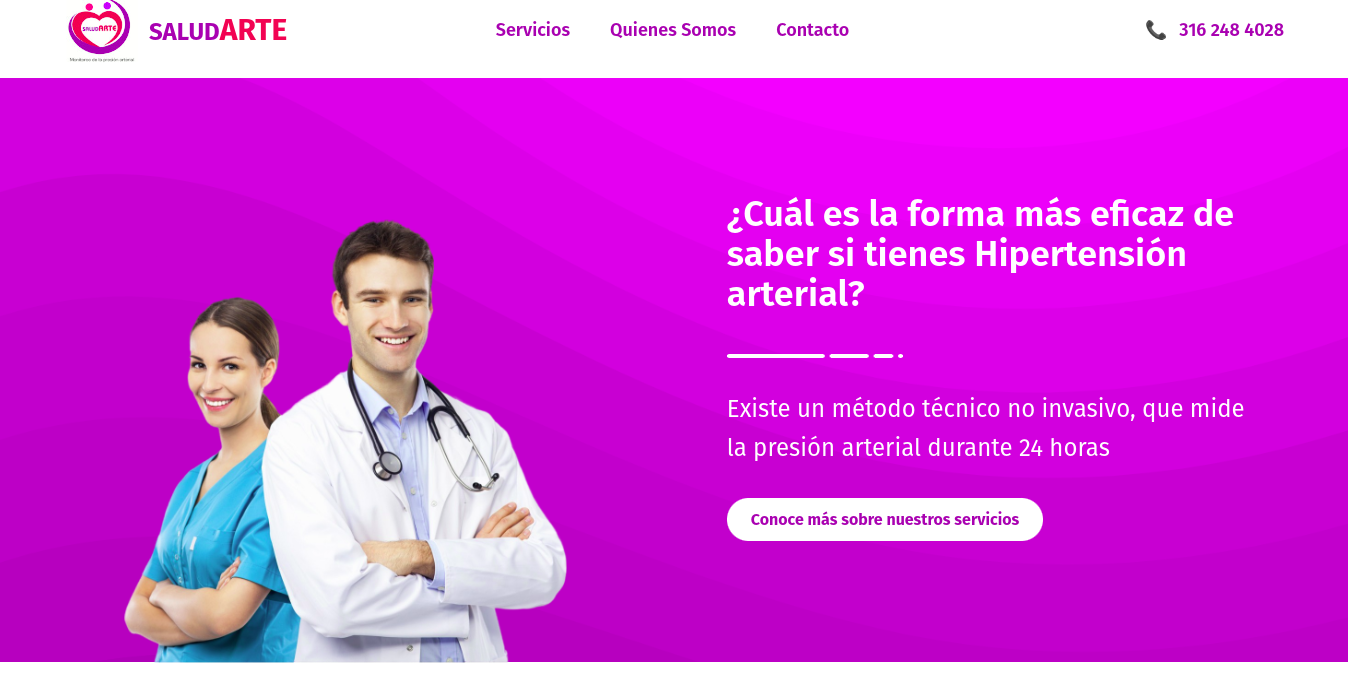 SALUDARTE
Monitoreo de la presión arterial
SALUDARTE
Servicios
Quienes Somos
Contacto
316 248 4028
¿Cuál es la forma más eficaz de
saber si tienes Hipertensión
arterial?
Existe un método técnico no invasivo, que mide
la presión arterial durante 24 horas
Conoce más sobre nuestros servicios